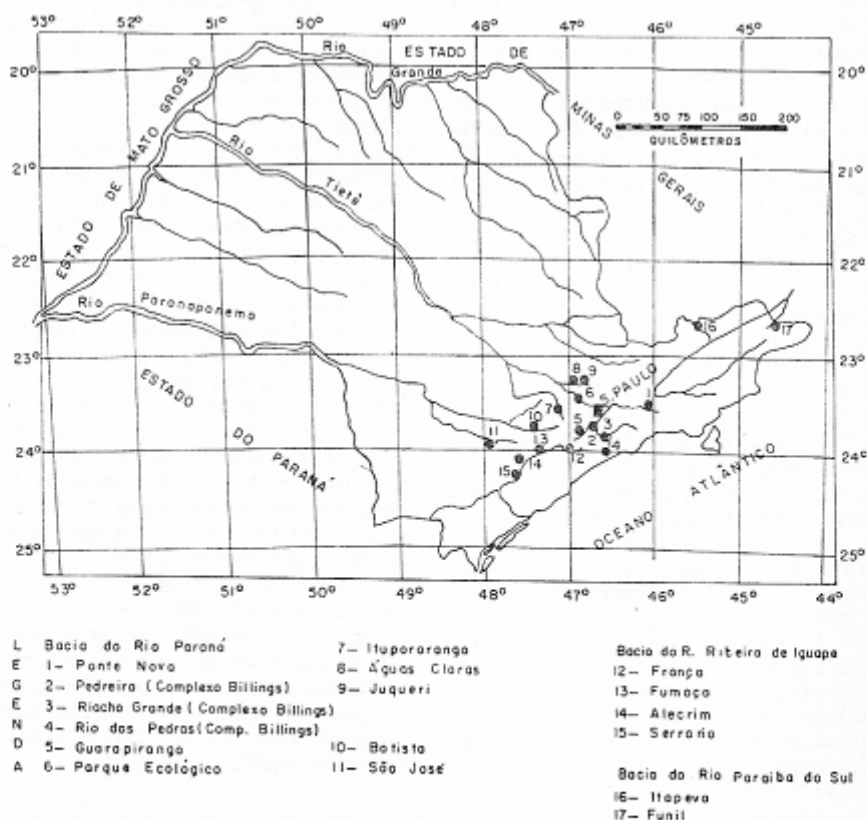 53° 52° 51° 50° 49° 48° 47° 46° 45°
20° 20°
21° 21°
22° 22°
23° 23°
24° 24°
25° 25°
53° 52° 51° 50° 49° 48° 47° 46° 45° 44°
Rio Grande
ESTADO DE
MINAS
GERAIS
0 50 75 100 150 200
QUILÔMETROS
ESTADO DE MATO GROSSO
Rio Tietê
Rio Paranapanema
ESTADO
DO PARANÁ
S. PAULO
OCEANO ATLÂNTICO
16 17
8 9
6 1
7 10 5 2 3
11 13 12 4
14
15
L
E
G
E
N
D
A
Bacia do Rio Paraná
1- Ponte Nova
2- Pedreira (Complexo Billings)
3- Riacho Grande (Complexo Billings)
4- Rio das Pedras (Comp. Billings)
5- Guarapiranga
6- Parque Ecológico
7- Itupararanga
8- Águas Claras
9- Juqueri
10- Batista
11- São José
Bacia do R. Ribeira de Iguape
12- França
13- Fumaça
14- Alecrim
15- Serraria
Bacia do Rio Paraíba do Sul
16- Itapeva
17- Funil